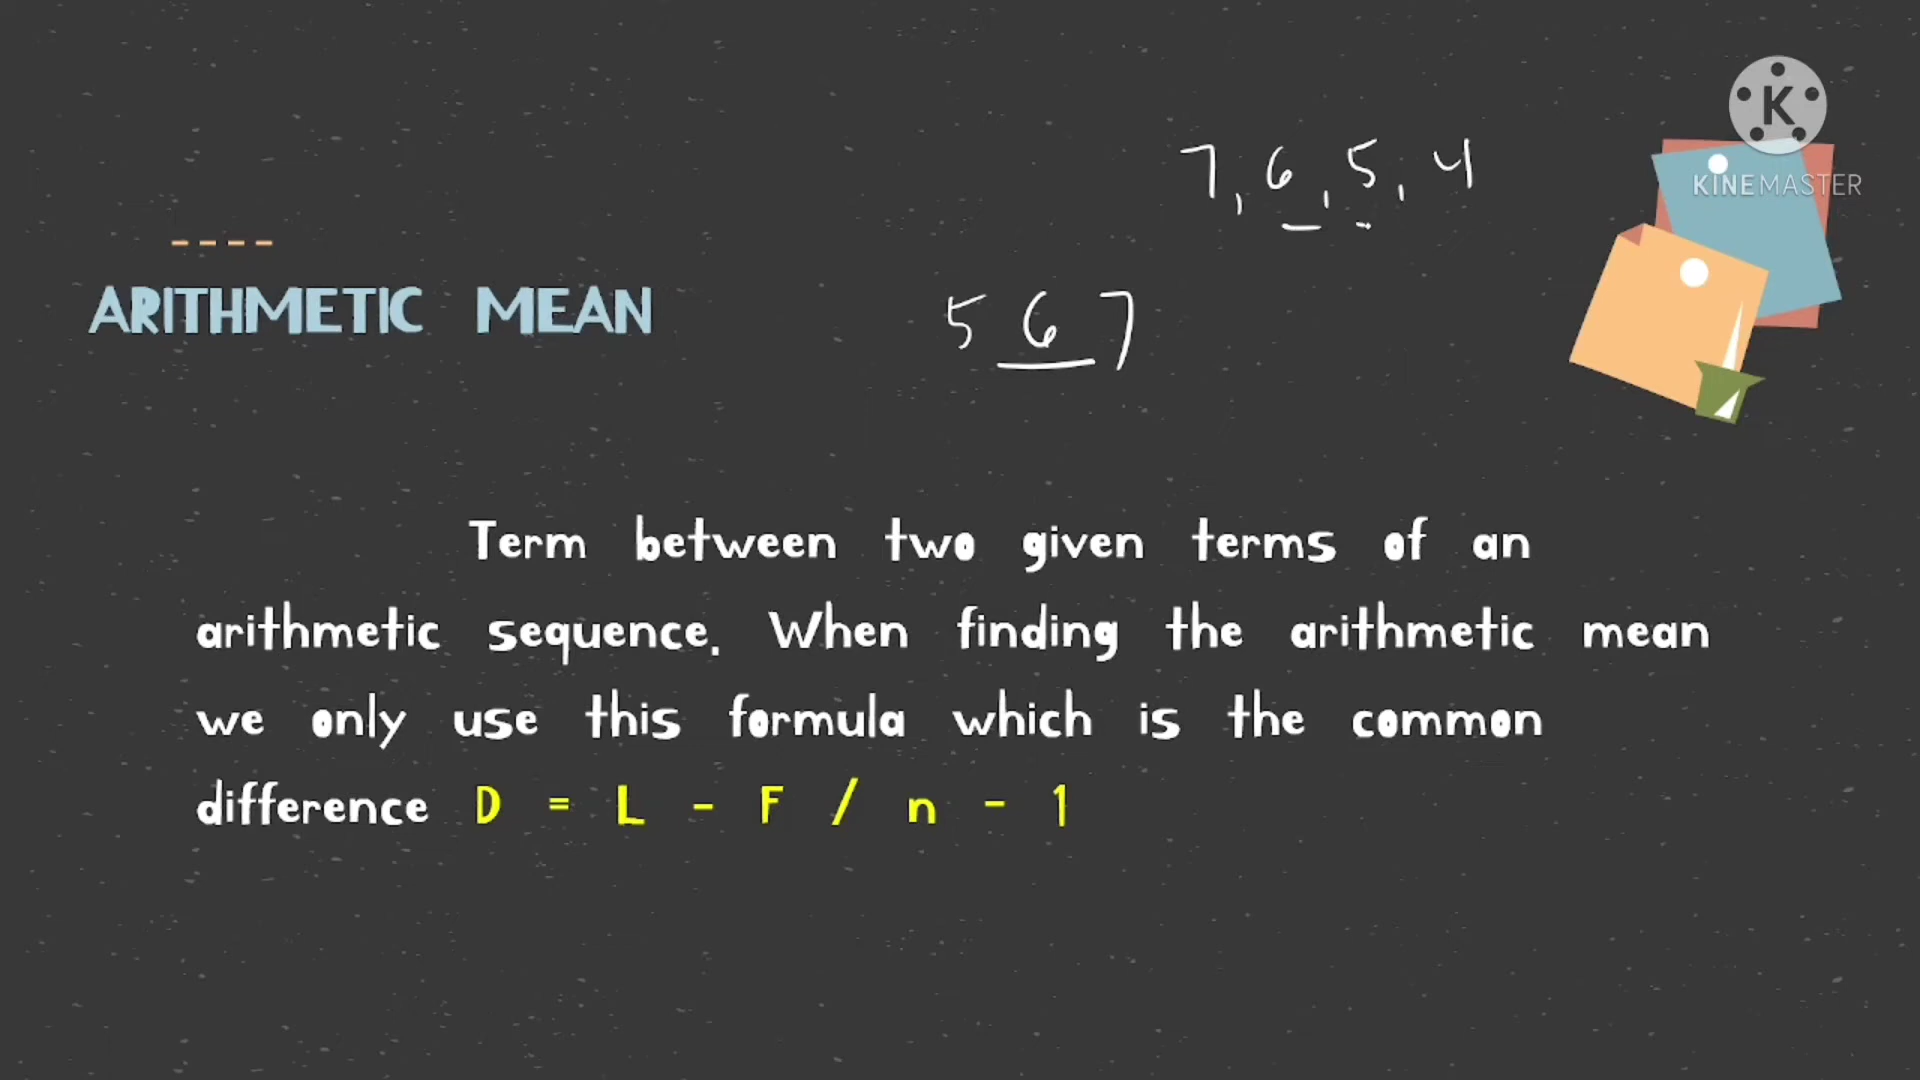 K
KINEMASTER
7, 6, 5, 4
ARITHMETIC MEAN
5 6 7
Term between two given terms of an
arithmetic sequence. When finding the arithmetic mean
we only use this formula which is the common
difference D = L - F / n - 1